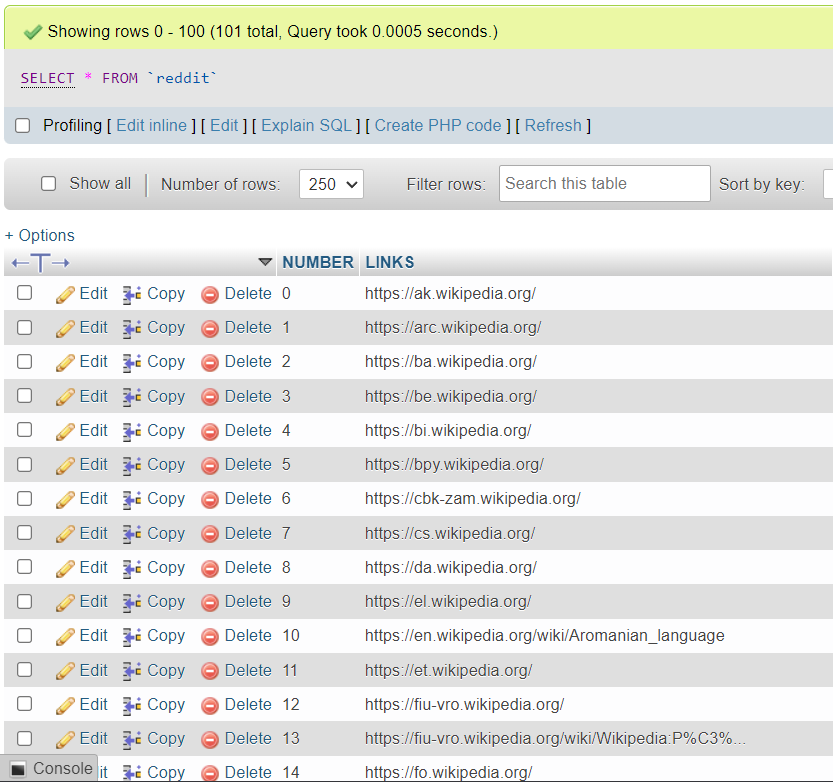 Showing rows 0 - 100 (101 total, Query took 0.0005 seconds.)
SELECT * FROM `reddit`
Profiling [ Edit inline ] [ Edit ] [ Explain SQL ] [ Create PHP code ] [ Refresh ]
Show all Number of rows: 250 Filter rows: Search this table Sort by key:
+ Options
←T→ NUMBER LINKS
Edit Copy Delete 0 https://ak.wikipedia.org/
Edit Copy Delete 1 https://arc.wikipedia.org/
Edit Copy Delete 2 https://ba.wikipedia.org/
Edit Copy Delete 3 https://be.wikipedia.org/
Edit Copy Delete 4 https://bi.wikipedia.org/
Edit Copy Delete 5 https://bpy.wikipedia.org/
Edit Copy Delete 6 https://cbk-zam.wikipedia.org/
Edit Copy Delete 7 https://cs.wikipedia.org/
Edit Copy Delete 8 https://da.wikipedia.org/
Edit Copy Delete 9 https://el.wikipedia.org/
Edit Copy Delete 10 https://en.wikipedia.org/wiki/Aromanian_language
Edit Copy Delete 11 https://et.wikipedia.org/
Edit Copy Delete 12 https://fiu-vro.wikipedia.org/
Edit Copy Delete 13 https://fiu-vro.wikipedia.org/wiki/Wikipedia:P%C3%...
Console Copy Delete 14 https://fo.wikipedia.org/